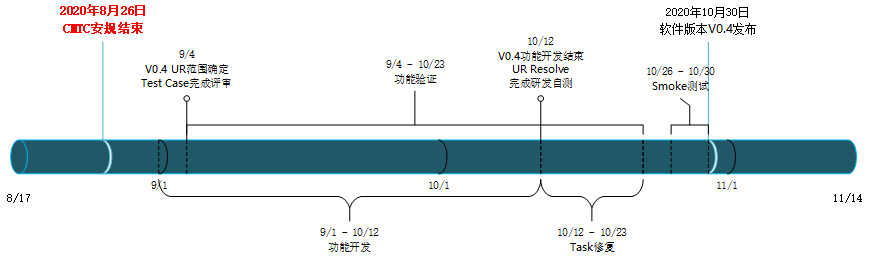 2020年8月26日
CMTC安规结束
9/4
V0.4 UR范围确定
Test Case完成评审
9/4 - 10/23
功能验证
10/12
V0.4功能开发结束
UR Resolve
完成研发自测
2020年10月30日
软件版本V0.4发布
10/26 - 10/30
Smoke测试
8/17
9/1
10/1
11/1
11/14
9/1 - 10/12
功能开发
10/12 - 10/23
Task修复